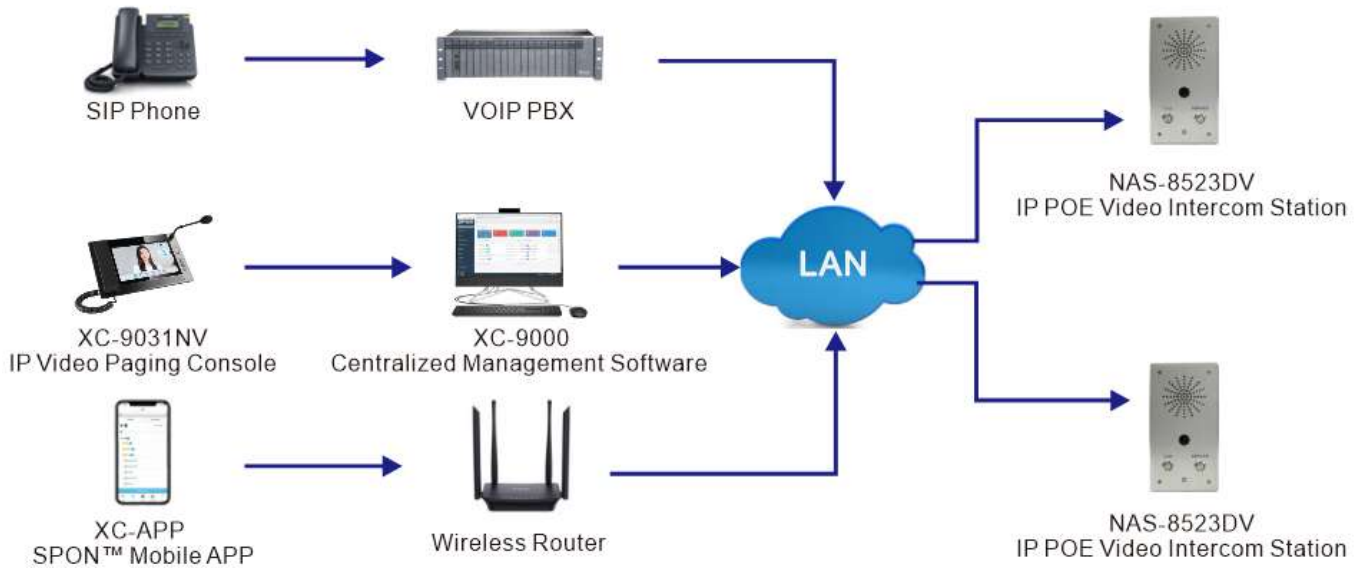 SIP Phone
VOIP PBX
NAS-8523DV
IP POE Video Intercom Station
LAN
XC-9031NV
IP Video Paging Console
XC-9000
Centralized Management Software
XC-APP
SPON™ Mobile APP
Wireless Router
NAS-8523DV
IP POE Video Intercom Station